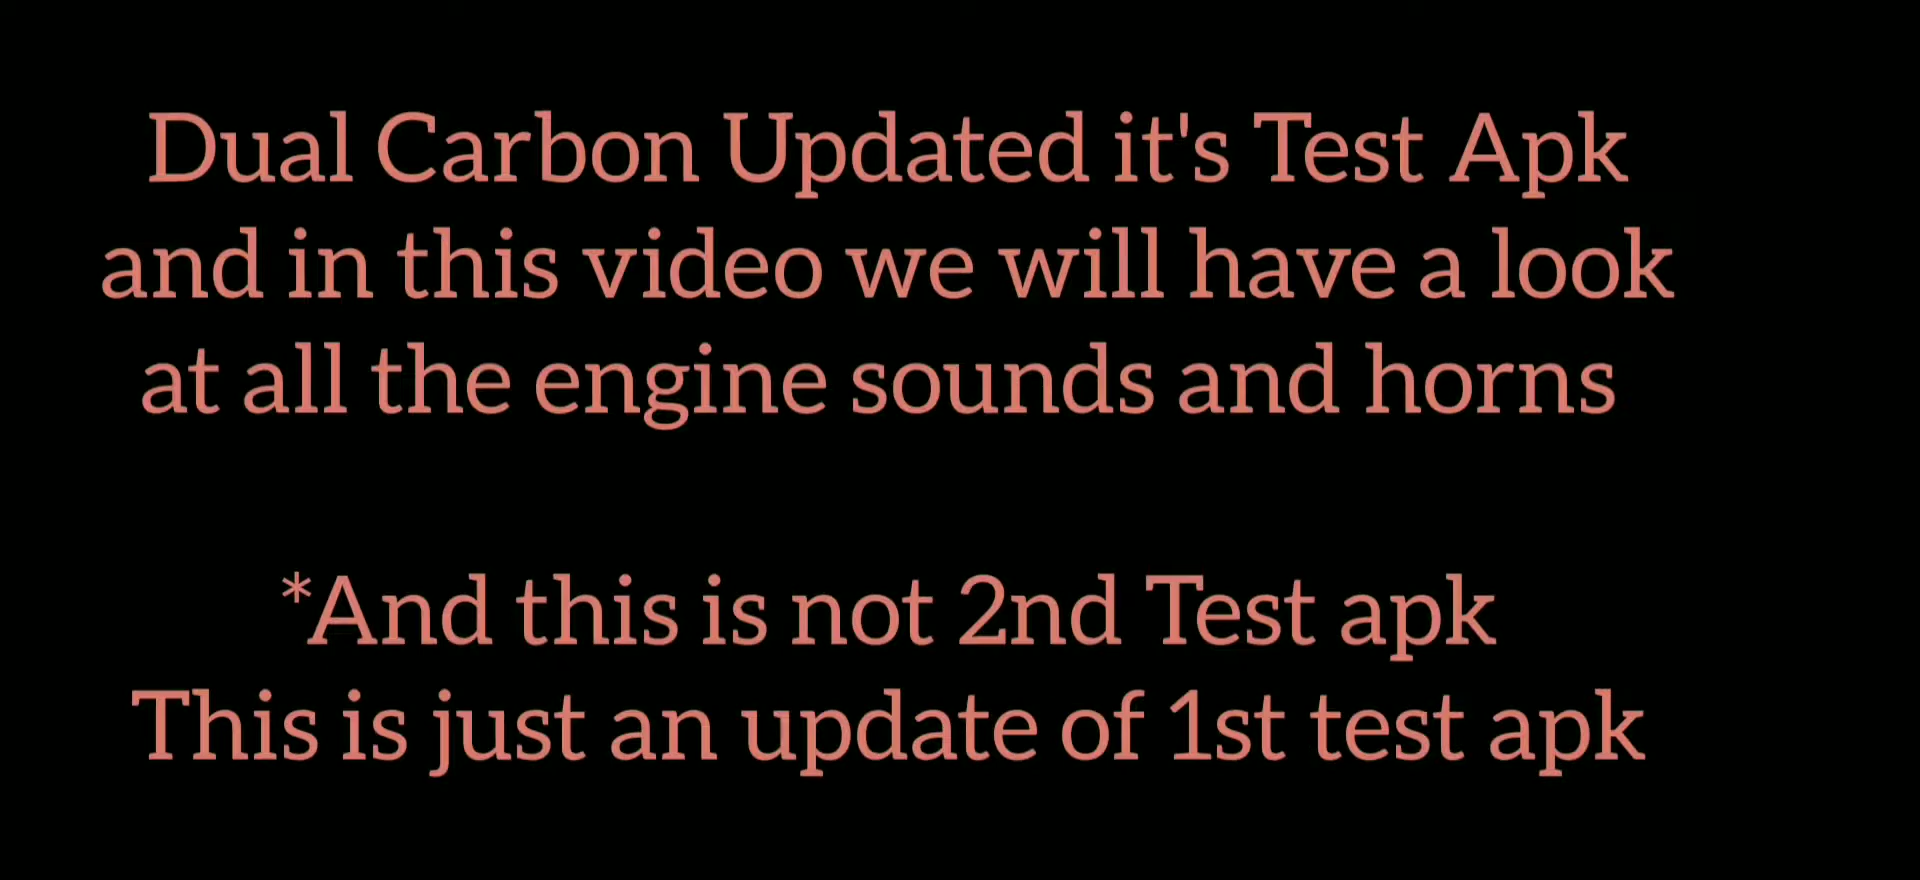 Dual Carbon Updated it's Test Apk
and in this video we will have a look
at all the engine sounds and horns
*And this is not 2nd Test apk
This is just an update of 1st test apk